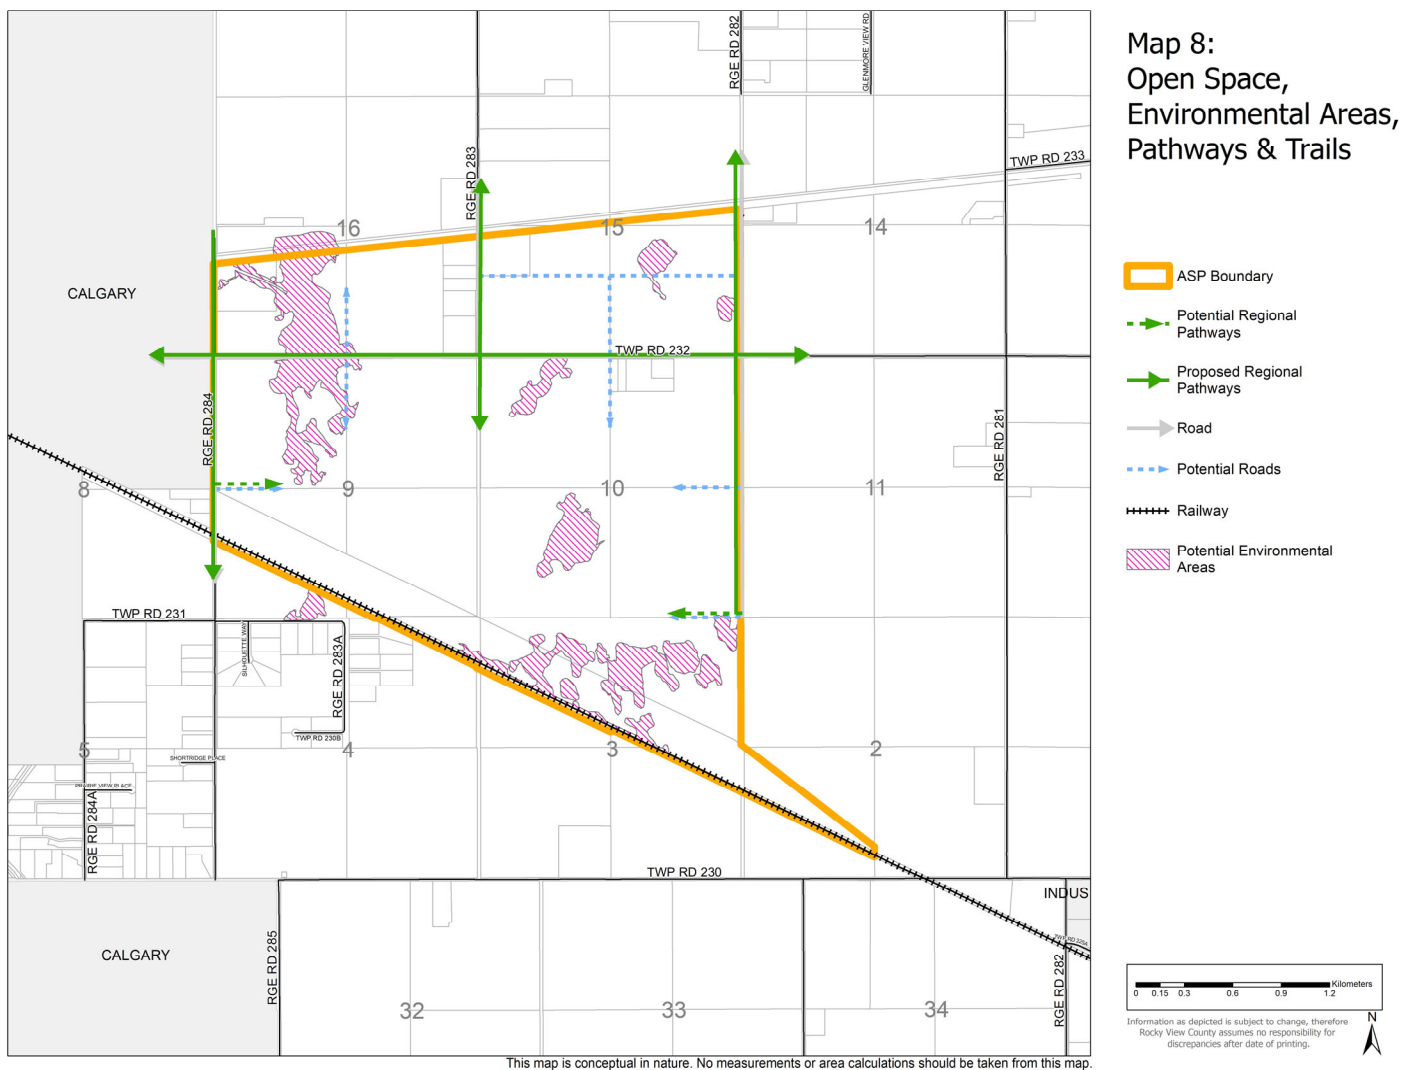 Map 8:
Open Space,
Environmental Areas,
Pathways & Trails
RGE RD 282
GLENMORE VIEW RD
RGE RD 283
TWP RD 233
16
15
14
CALGARY
TWP RD 232
RGE RD 284
RGE RD 281
8
9
10
11
TWP RD 231
SILHOUETTE WAY
RGE RD 283A
TWP RD 230B
5
4
3
2
SHORTRIDGE PLACE
PRAIRIE VIEW PLACE
RGE RD 284A
TWP RD 230
INDUS
CALGARY
RGE RD 285
TWP RD 225A
RGE RD 282
32
33
34
ASP Boundary
Potential Regional
Pathways
Proposed Regional
Pathways
Road
Potential Roads
Railway
Potential Environmental
Areas
Kilometers
0 0.15 0.3 0.6 0.9 1.2
Information as depicted is subject to change, therefore
Rocky View County assumes no responsibility for
discrepancies after date of printing.
N
This map is conceptual in nature. No measurements or area calculations should be taken from this map.